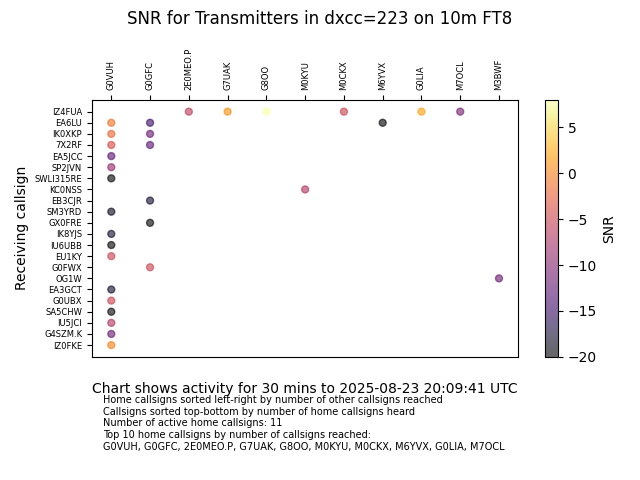 SNR for Transmitters in dxcc=223 on 10m FT8
G0VUH
G0GFC
2E0MEO.P
G7UAK
G8OO
M0KYU
M0CKX
M6YVX
G0LIA
M7OCL
M3BWF
Receiving callsign
IZ4FUA
EA6LU
IK0XKP
7X2RF
EA5JCC
SP2JVN
SWLI315RE
KC0NSS
EB3CJR
SM3YRD
GX0FRE
IK8YJS
IU6UBB
EU1KY
G0FWX
OG1W
EA3GCT
G0UBX
SA5CHW
IU5JCI
G4SZM.K
IZ0FKE
5
0
−5
−10
−15
−20
SNR
Chart shows activity for 30 mins to 2025-08-23 20:09:41 UTC
Home callsigns sorted left-right by number of other callsigns reached
Callsigns sorted top-bottom by number of home callsigns heard
Number of active home callsigns: 11
Top 10 home callsigns by number of callsigns reached:
G0VUH, G0GFC, 2E0MEO.P, G7UAK, G8OO, M0KYU, M0CKX, M6YVX, G0LIA, M7OCL